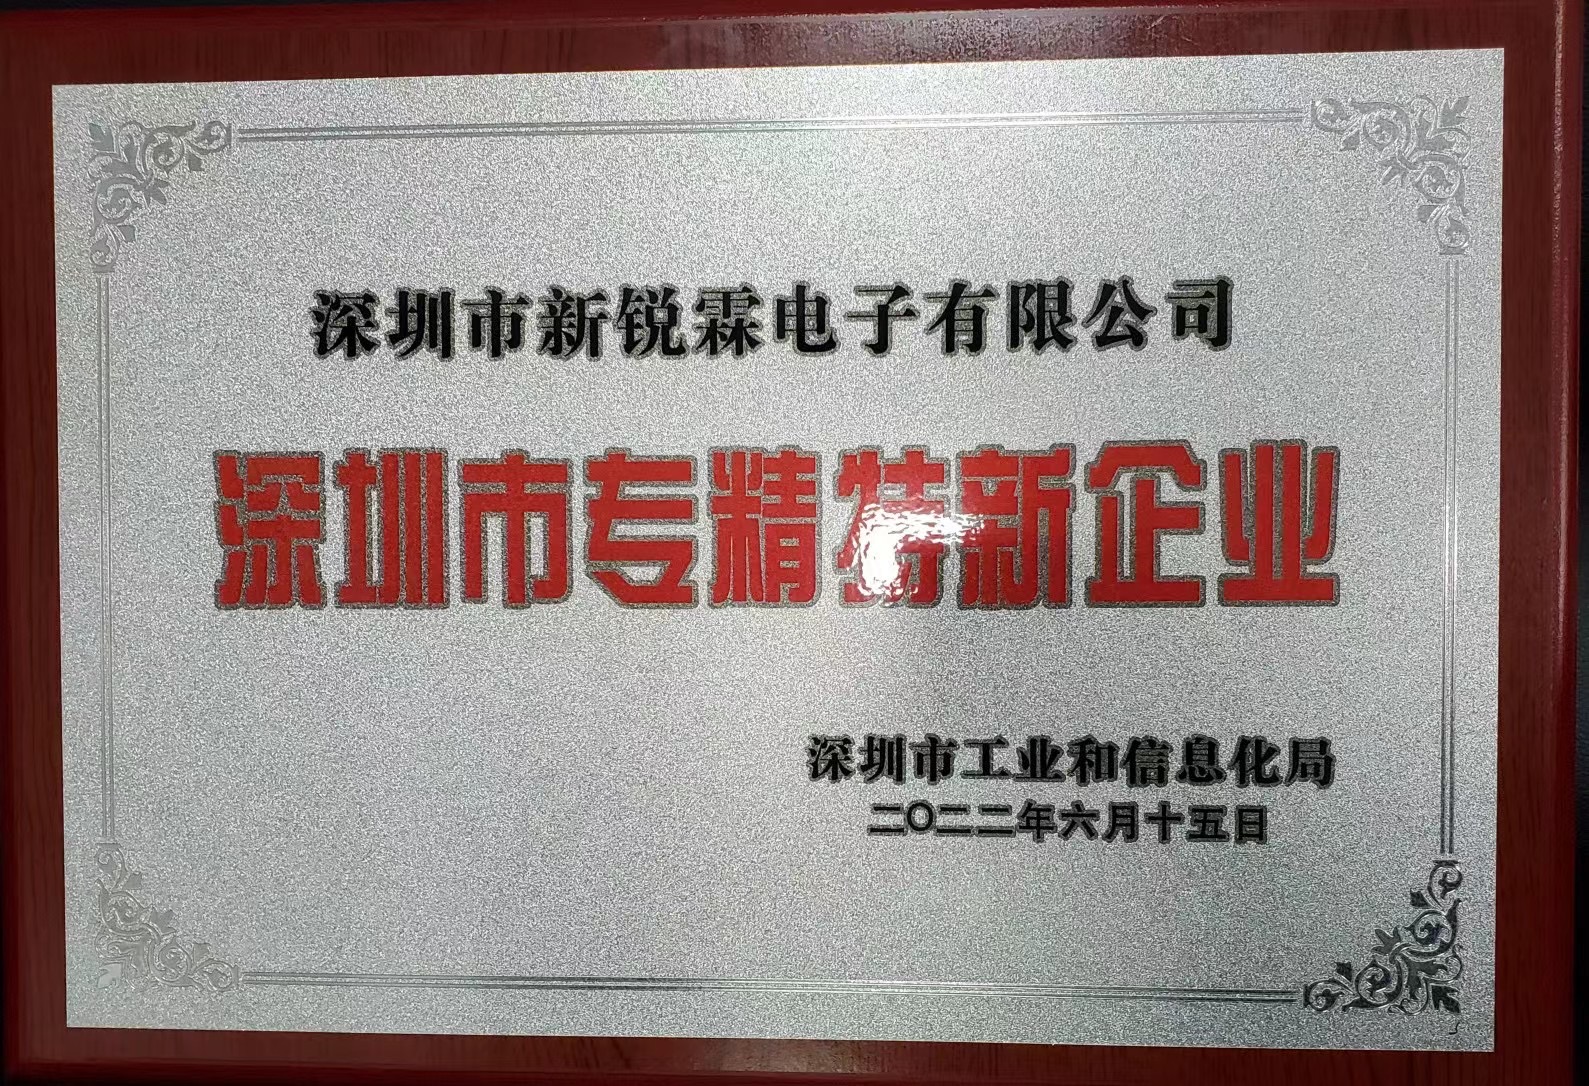 深圳市新锐霖电子有限公司
深圳市专精特新企业
深圳市工业和信息化局
二〇二二年六月十五日